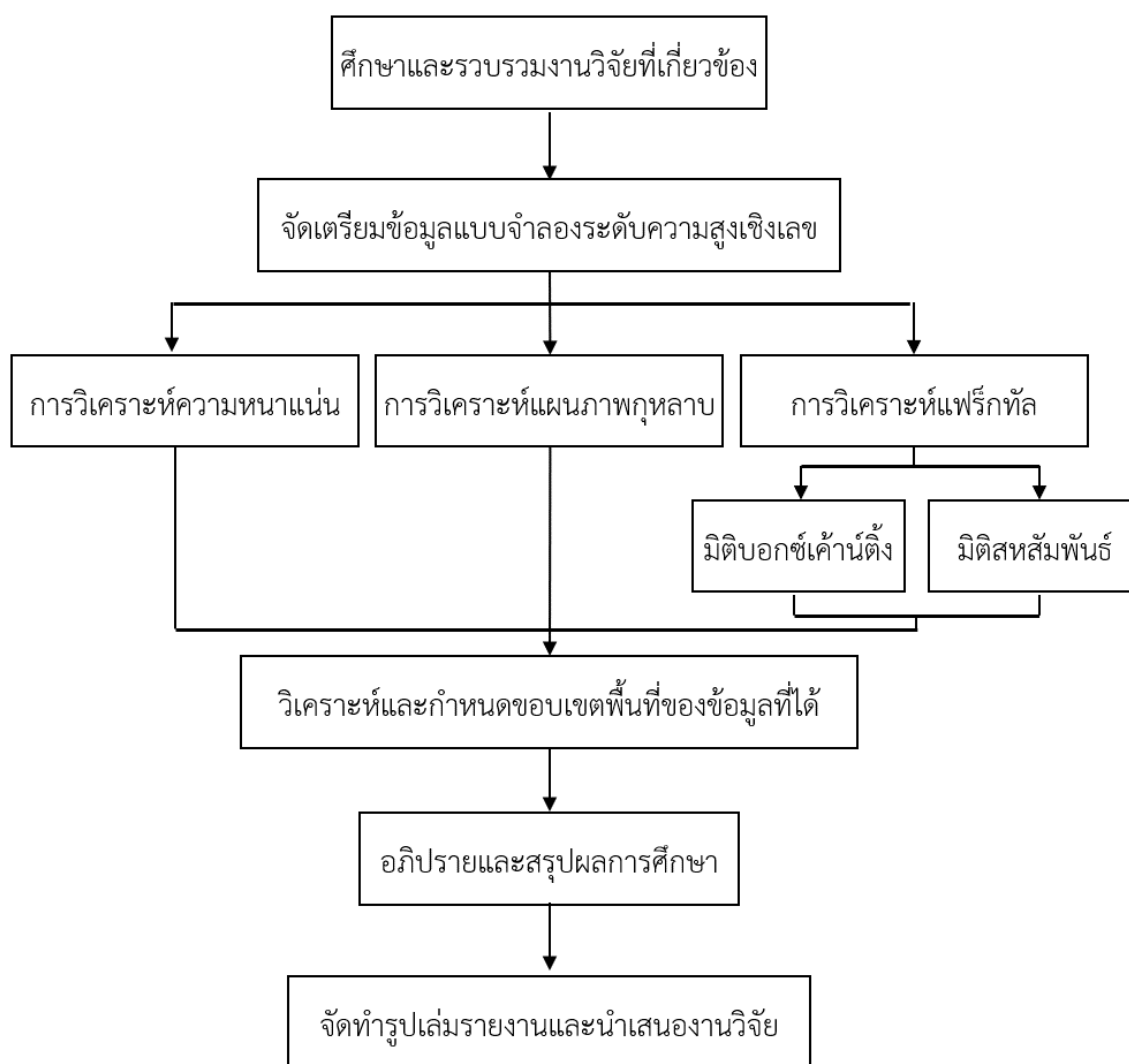 ศึกษาและรวบรวมงานวิจัยที่เกี่ยวข้อง
จัดเตรียมข้อมูลแบบจำลองระดับความสูงเชิงเลข
การวิเคราะห์ความหนาแน่น
การวิเคราะห์แผนภาพกุหลาบ
การวิเคราะห์แฟร็กทัล
มิติบอกซ์เค้าน์ติ้ง
มิติสหสัมพันธ์
วิเคราะห์และกำหนดขอบเขตพื้นที่ของข้อมูลที่ได้
อภิปรายและสรุปผลการศึกษา
จัดทำรูปเล่มรายงานและนำเสนองานวิจัย